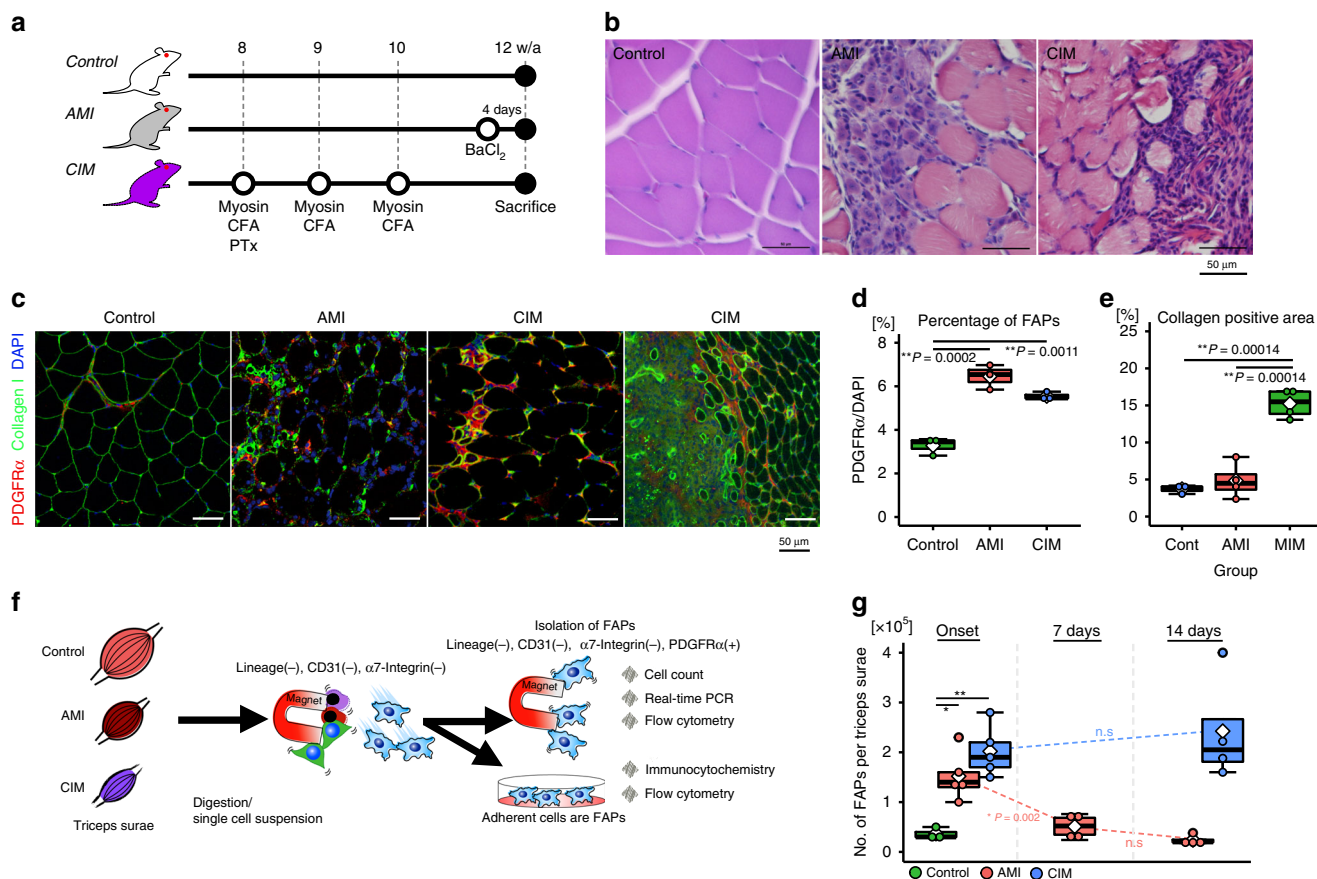 a
8 9 10 12 w/a
Control
AMI
4 days
BaCl2
CIM
Myosin Myosin Myosin Sacrifice
CFA CFA CFA
PTx
b
Control AMI CIM
50 μm
c
Control AMI CIM CIM
PDGFRα Collagen I DAPI
50 μm
d
[%]
Percentage of FAPs
8
**P = 0.0002 **P = 0.0011
6
4
2
0
PDGFRα/DAPI
Control AMI CIM
e
[%]
Collagen positive area
25
20
**P = 0.00014
**P = 0.00014
15
10
5
0
Cont AMI MIM
Group
f
Control
AMI
CIM
Triceps surae
Lineage(–), CD31(–), α7-Integrin(–)
Magnet
Digestion/
single cell suspension
Isolation of FAPs
Lineage(–), CD31(–), α7-Integrin(–), PDGFRα(+)
Magnet
Cell count
Real-time PCR
Flow cytometry
Immunocytochemistry
Flow cytometry
Adherent cells are FAPs
g
[×10⁵]
Onset 7 days 14 days
4
3
2
1
0
No. of FAPs per triceps surae
**
*
n.s
* P = 0.002
n.s
Control AMI CIM